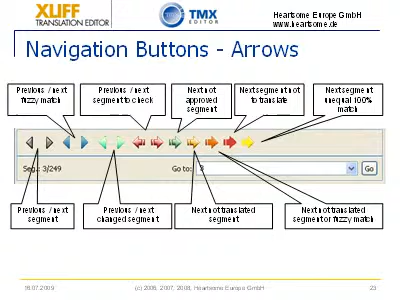 XLIFF
TRANSLATION EDITOR
TMX
EDITOR
Heartsome Europe GmbH
www.heartsome.de
Navigation Buttons - Arrows
Previous / next
fuzzy match
Previous / next
segment to check
Next not
approved
segment
Next segment not
to translate
Next segment
unequal 100%
match
Seg.: 3/249
Go to:
3
Go
Previous / next
segment
Previous / next
changed segment
Next not translated
segment
Next not translated
segment or fuzzy match
16.07.2009
(c) 2006, 2007, 2008, Heartsome Europe GmbH
23